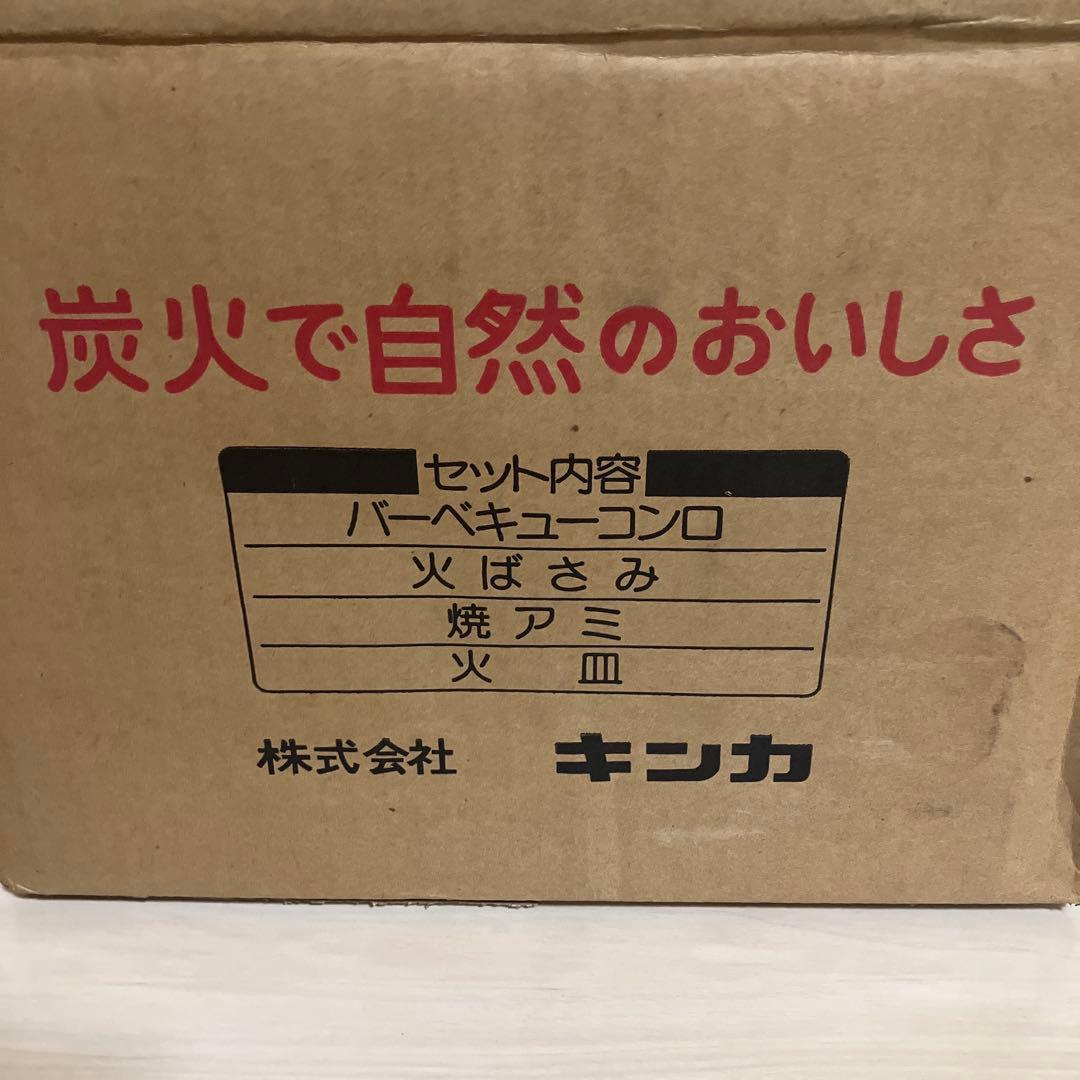 炭火で自然のおいしさ
セット内容
バーベキューコンロ
火ばさみ
焼アミ
火皿
株式会社 キンカ